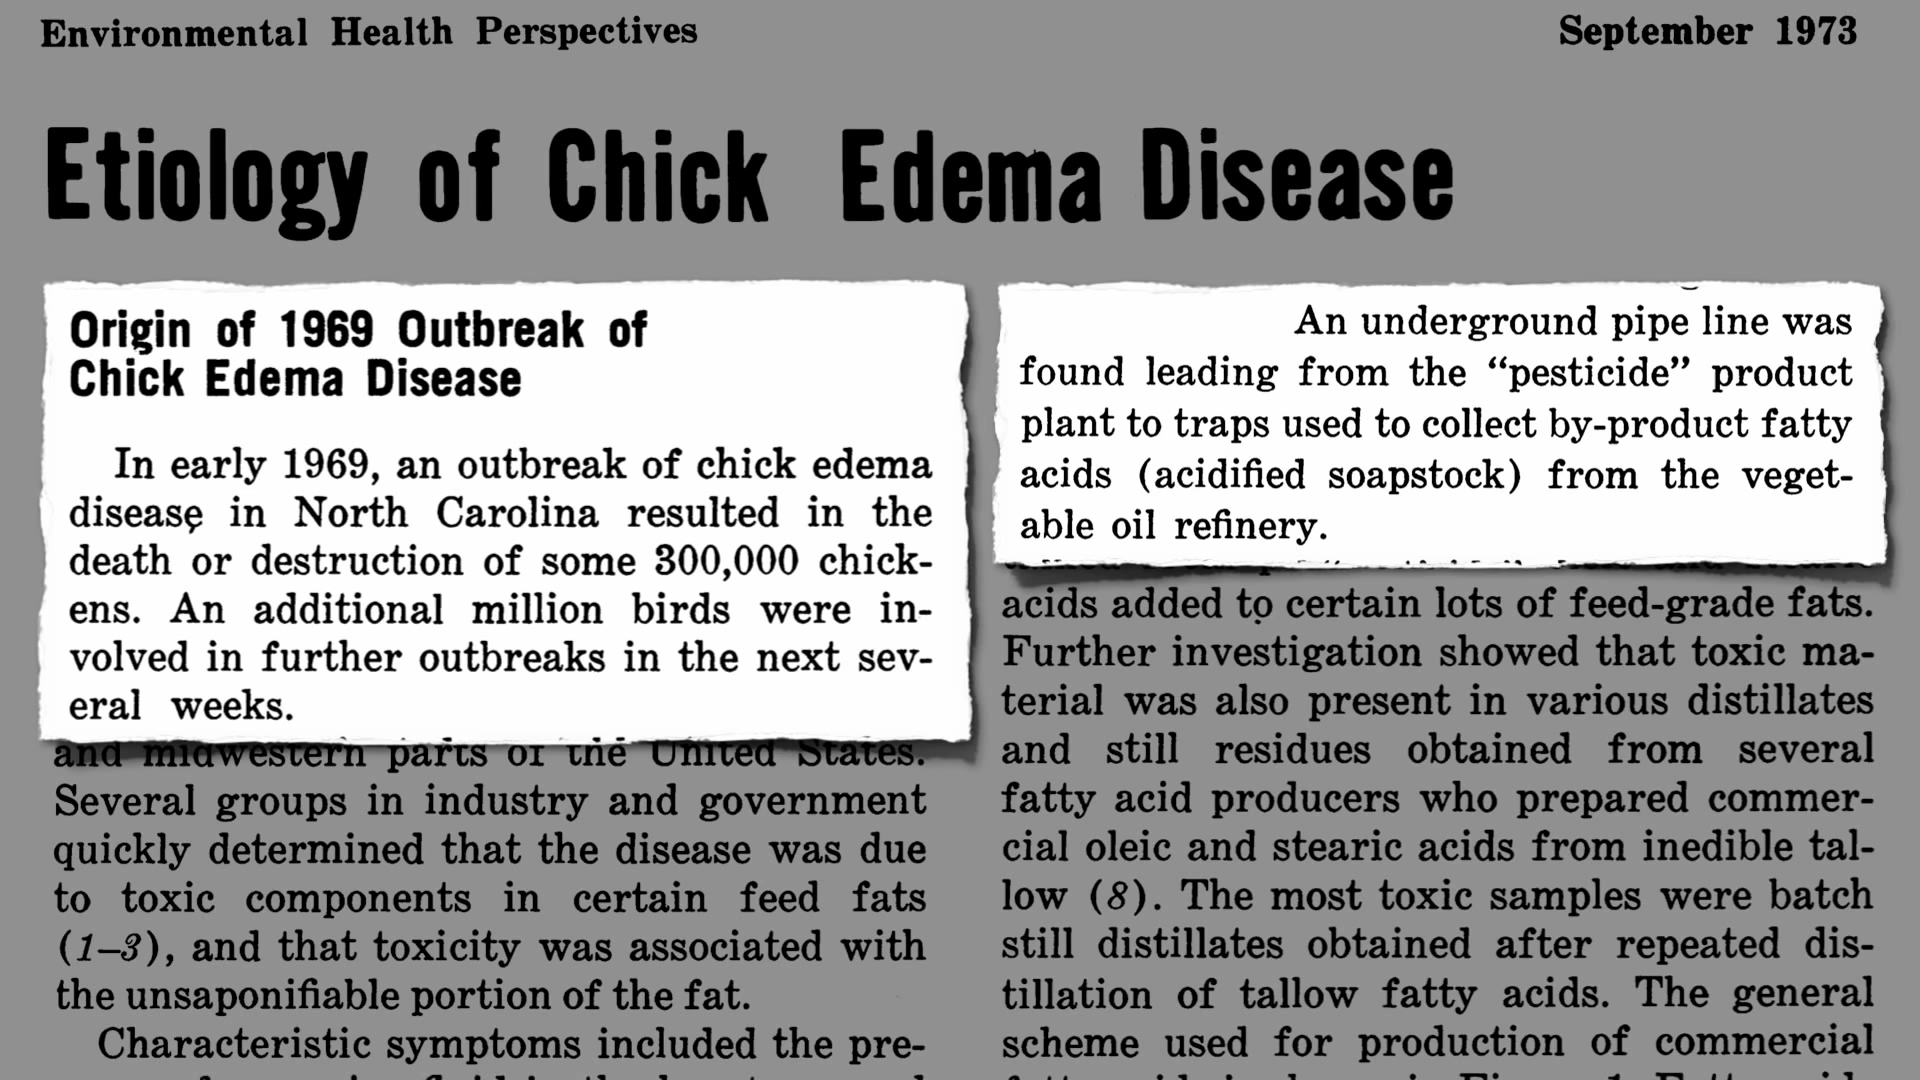 Environmental Health Perspectives
September 1973
Etiology of Chick Edema Disease
Origin of 1969 Outbreak of
Chick Edema Disease
In early 1969, an outbreak of chick edema
disease in North Carolina resulted in the
death or destruction of some 300,000 chick-
ens. An additional million birds were in-
volved in further outbreaks in the next sev-
eral weeks.
and midwestern parts of the United States.
Several groups in industry and government
quickly determined that the disease was due
to toxic components in certain feed fats
(1–3), and that toxicity was associated with
the unsaponifiable portion of the fat.
Characteristic symptoms included the pre-
An underground pipe line was
found leading from the “pesticide” product
plant to traps used to collect by-product fatty
acids (acidified soapstock) from the veget-
able oil refinery.
acids added to certain lots of feed-grade fats.
Further investigation showed that toxic ma-
terial was also present in various distillates
and still residues obtained from several
fatty acid producers who prepared commer-
cial oleic and stearic acids from inedible tal-
low (8). The most toxic samples were batch
still distillates obtained after repeated dis-
tillation of tallow fatty acids. The general
scheme used for production of commercial